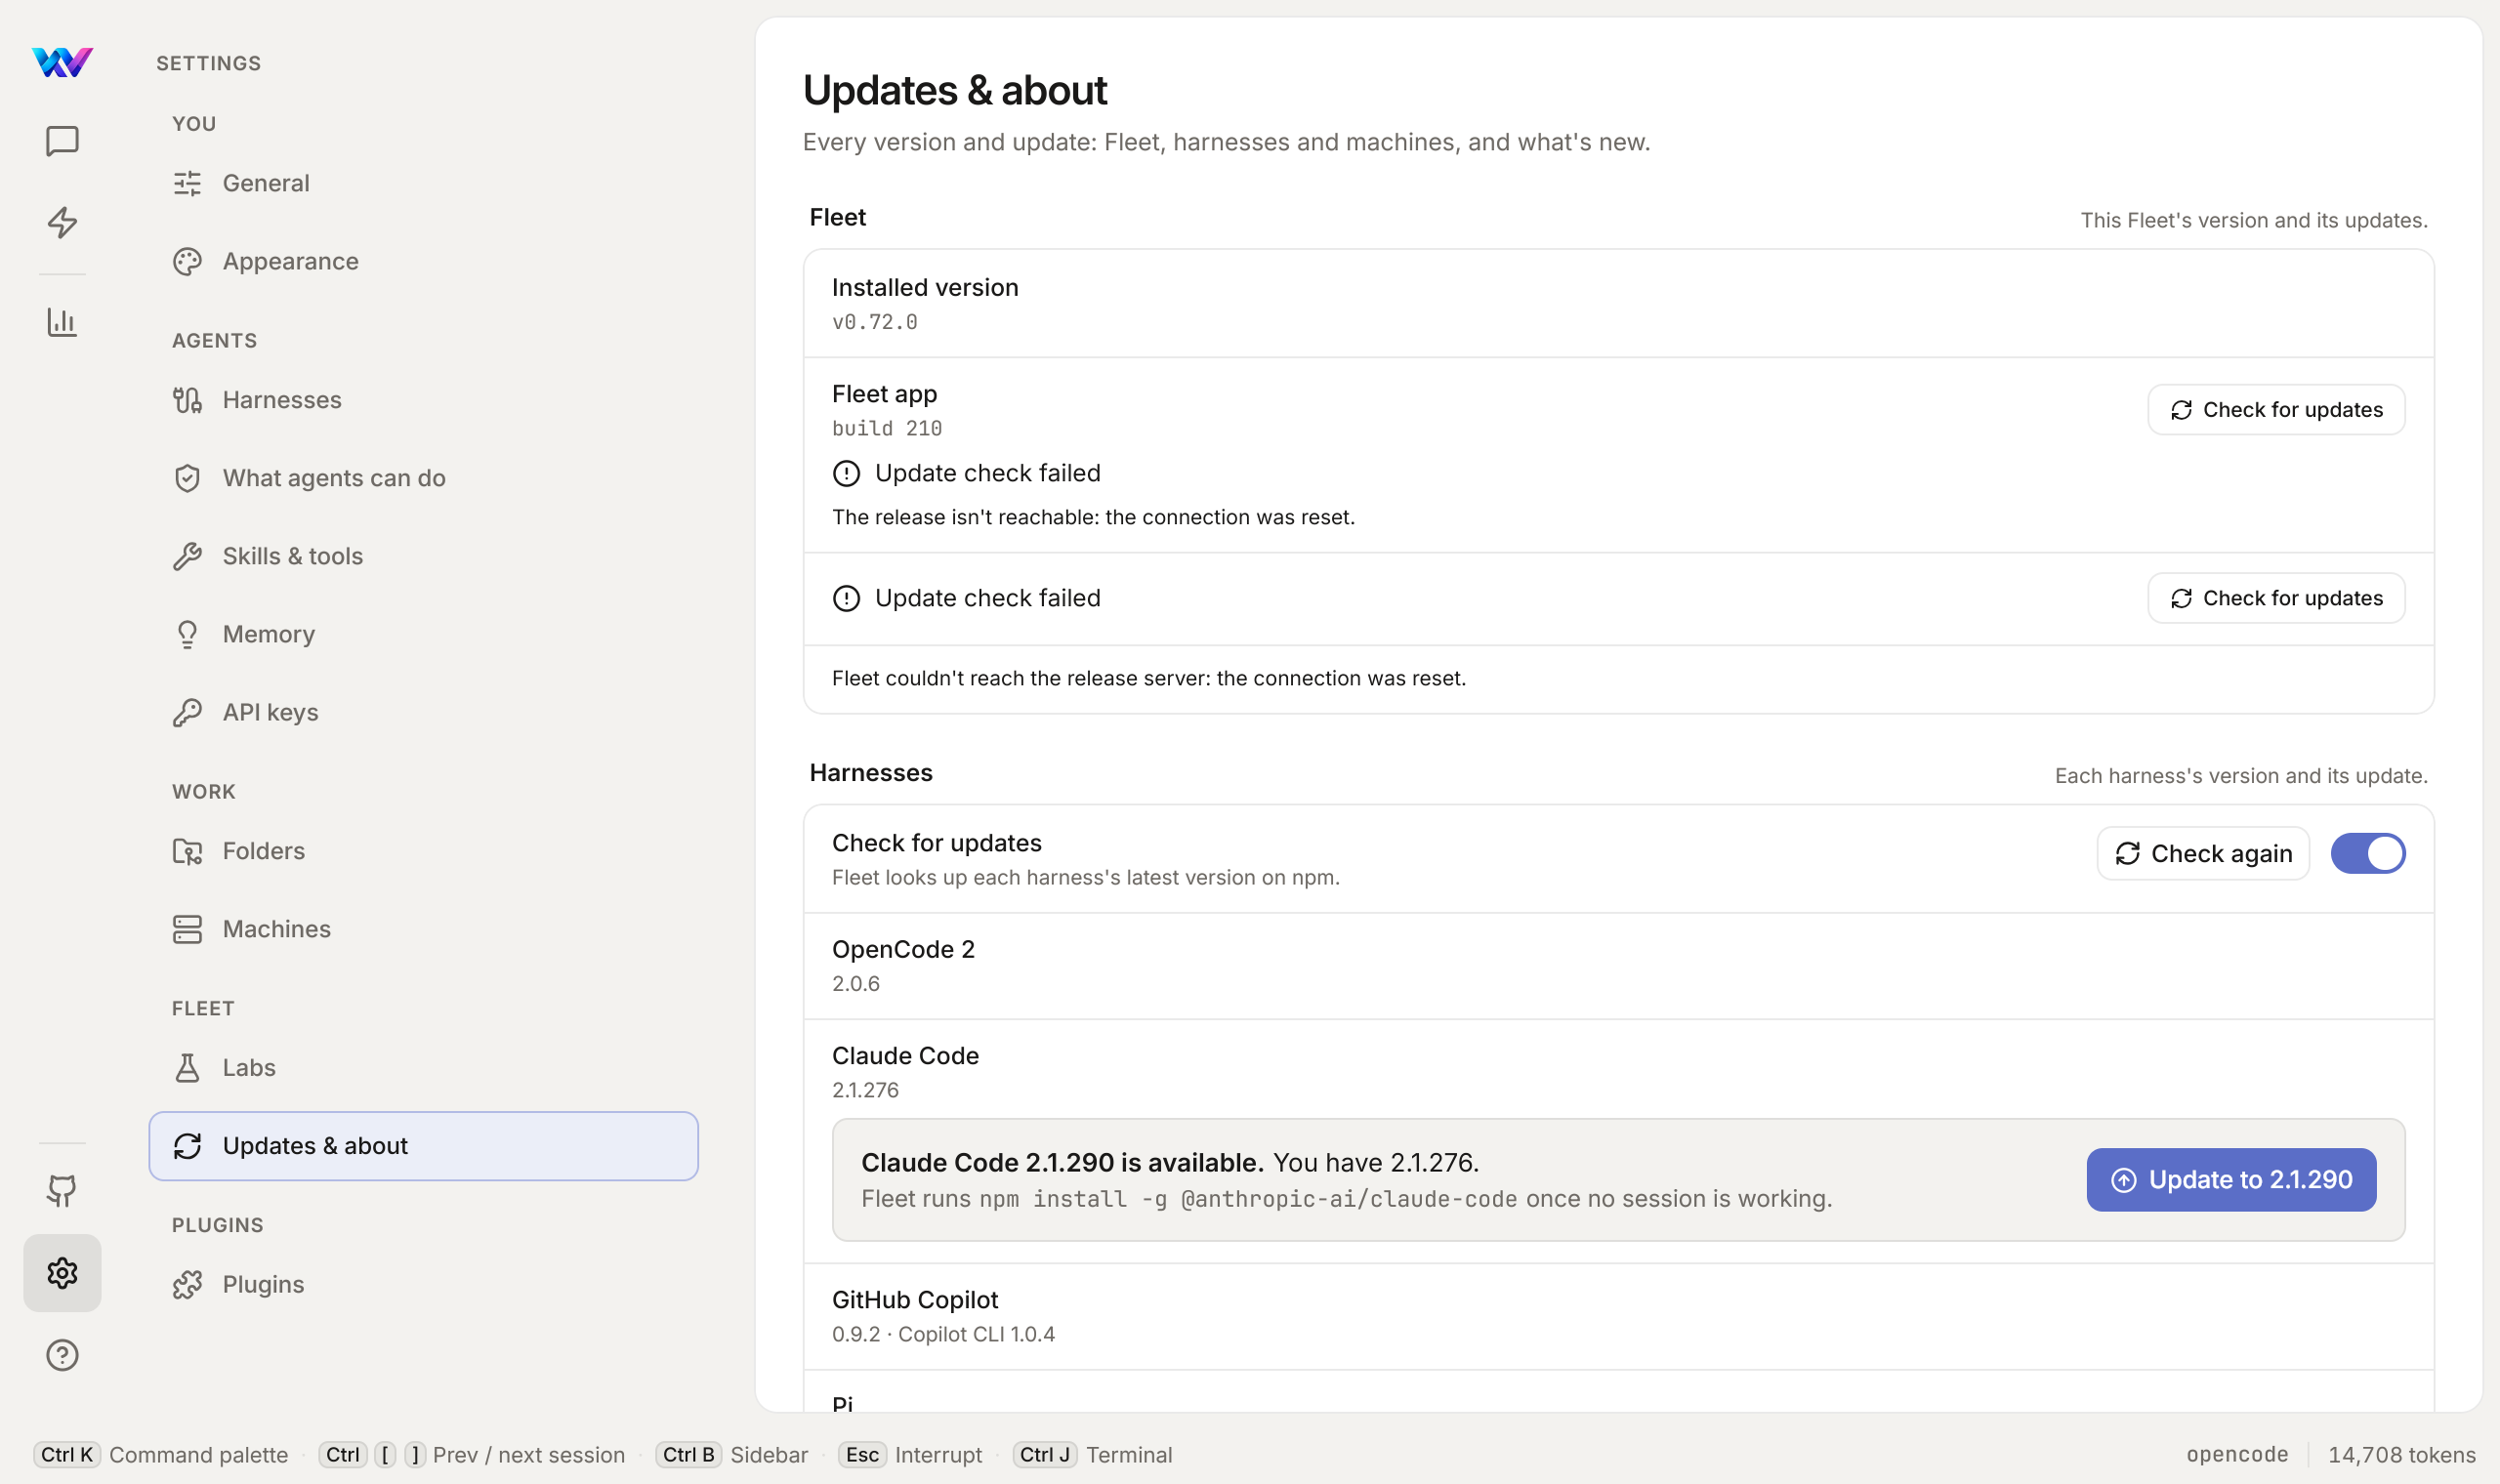 SETTINGS
YOU
General
Appearance
AGENTS
Harnesses
What agents can do
Skills & tools
Memory
API keys
WORK
Folders
Machines
FLEET
Labs
Updates & about
PLUGINS
Plugins
Updates & about
Every version and update: Fleet, harnesses and machines, and what's new.
Fleet
This Fleet's version and its updates.
Installed version
v0.72.0
Fleet app
build 210
Check for updates
Update check failed
The release isn't reachable: the connection was reset.
Update check failed
Check for updates
Fleet couldn't reach the release server: the connection was reset.
Harnesses
Each harness's version and its update.
Check for updates
Fleet looks up each harness's latest version on npm.
Check again
OpenCode 2
2.0.6
Claude Code
2.1.276
Claude Code 2.1.290 is available. You have 2.1.276.
Fleet runs npm install -g @anthropic-ai/claude-code once no session is working.
Update to 2.1.290
GitHub Copilot
0.9.2 · Copilot CLI 1.0.4
Pi
Ctrl K Command palette · Ctrl [ ] Prev / next session · Ctrl B Sidebar · Esc Interrupt · Ctrl J Terminal
opencode
14,708 tokens